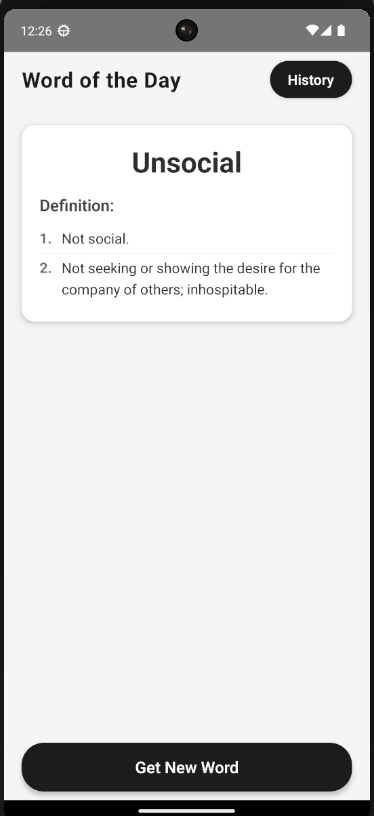 12:26
Word of the Day
History
Unsocial
Definition:
1. Not social.
2. Not seeking or showing the desire for the
company of others; inhospitable.
Get New Word